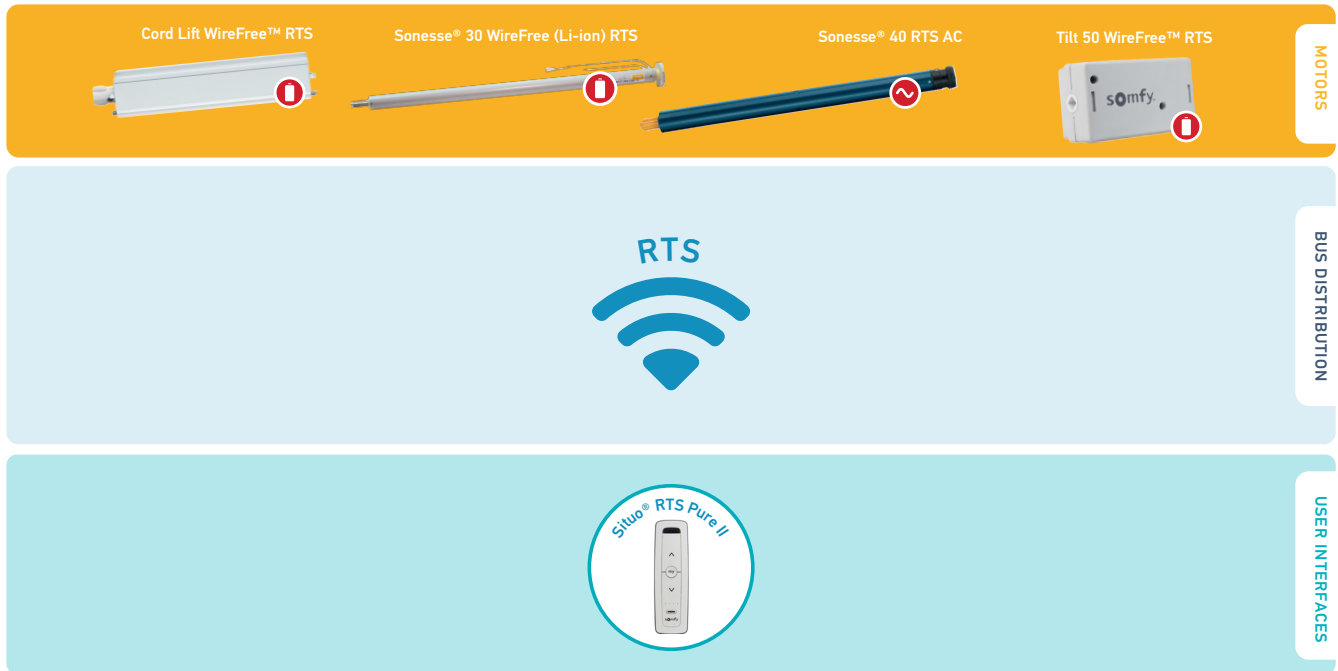 Cord Lift WireFree™ RTS
Sonesse® 30 WireFree (Li-ion) RTS
Sonesse® 40 RTS AC
Tilt 50 WireFree™ RTS
somfy.
MOTORS
RTS
BUS DISTRIBUTION
Situo® RTS Pure II
my
somfy
USER INTERFACES